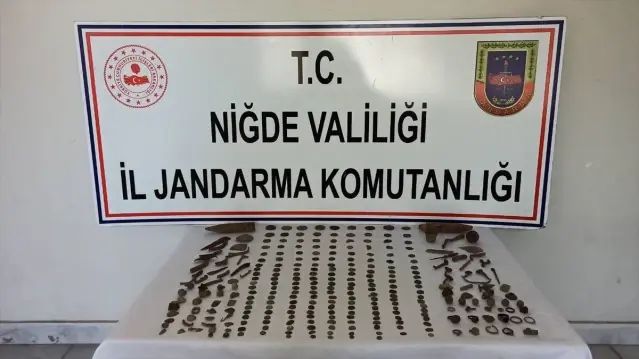 T.C.
NİĞDE VALİLİĞİ
İL JANDARMA KOMUTANLIĞI